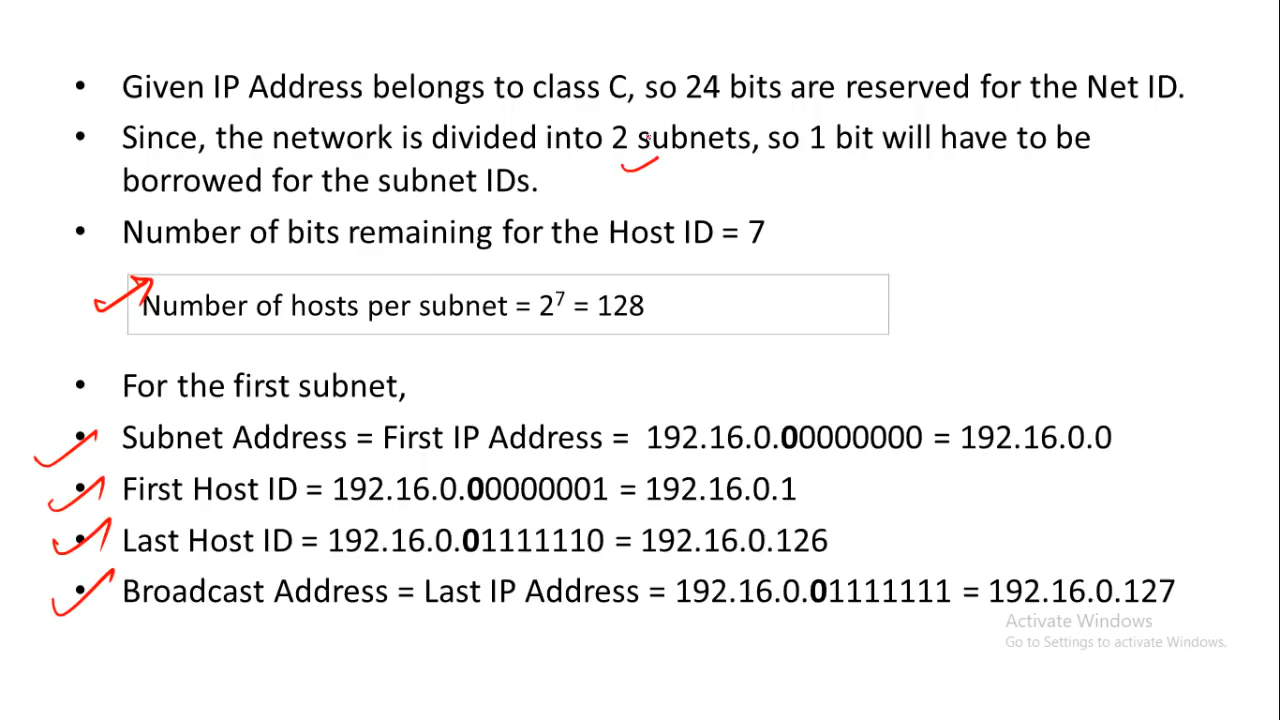 • Given IP Address belongs to class C, so 24 bits are reserved for the Net ID.
• Since, the network is divided into 2 subnets, so 1 bit will have to be
borrowed for the subnet IDs.
• Number of bits remaining for the Host ID = 7
Number of hosts per subnet = 2⁷ = 128
• For the first subnet,
• Subnet Address = First IP Address = 192.16.0.00000000 = 192.16.0.0
• First Host ID = 192.16.0.00000001 = 192.16.0.1
• Last Host ID = 192.16.0.01111110 = 192.16.0.126
• Broadcast Address = Last IP Address = 192.16.0.01111111 = 192.16.0.127
Activate Windows
Go to Settings to activate Windows.